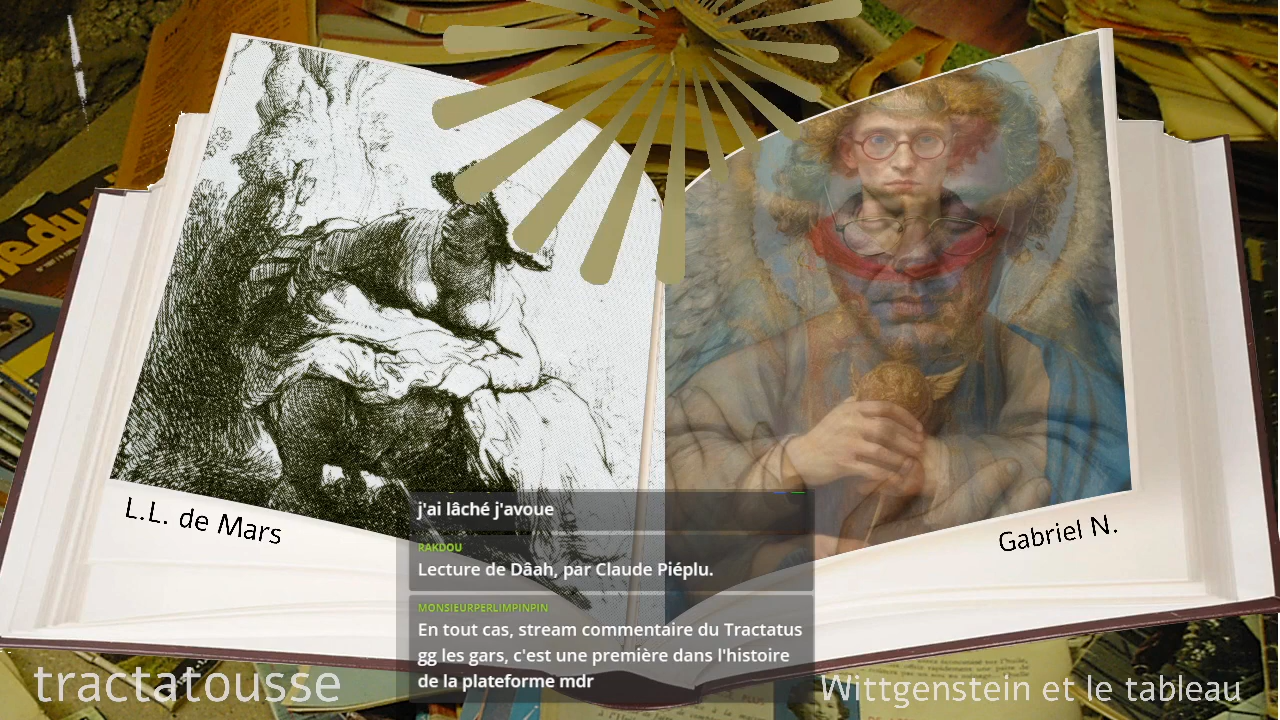 L.L. de Mars
Gabriel N.
j'ai lâché j'avoue
RAKDOU
Lecture de Dâah, par Claude Piéplu.
MONSIEURPERLIMPINPIN
En tout cas, stream commentaire du Tractatus
gg les gars, c'est une première dans l'histoire
de la plateforme mdr
tractatousse
Wittgenstein et le tableau